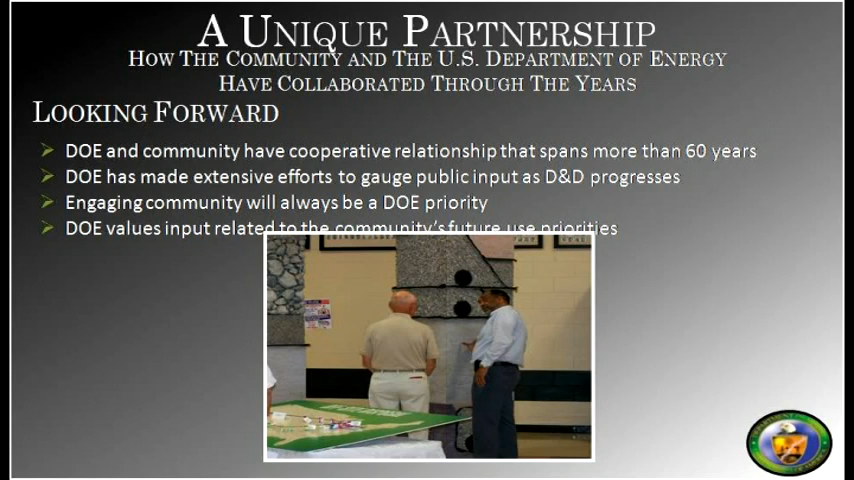 A UNIQUE PARTNERSHIP
HOW THE COMMUNITY AND THE U.S. DEPARTMENT OF ENERGY
HAVE COLLABORATED THROUGH THE YEARS
LOOKING FORWARD
DOE and community have cooperative relationship that spans more than 60 years
DOE has made extensive efforts to gauge public input as D&D progresses
Engaging community will always be a DOE priority
DOE values input related to the community's future use priorities